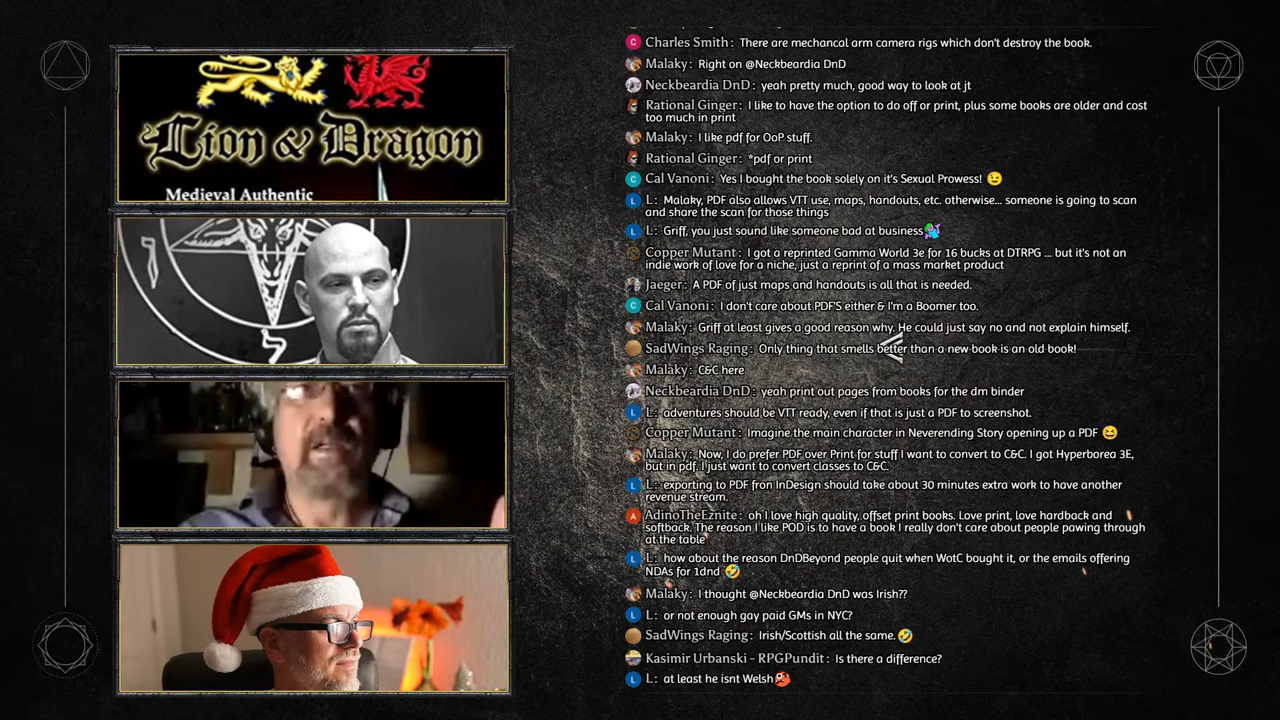 Lion & Dragon
Medieval Authentic
Charles Smith: There are mechancal arm camera rigs which don't destroy the book.
Malaky: Right on @Neckbeardia DnD
Neckbeardia DnD: yeah pretty much, good way to look at jt
Rational Ginger: I like to have the option to do off or print, plus some books are older and cost
too much in print
Malaky: I like pdf for OoP stuff.
Rational Ginger: *pdf or print
Cal Vanoni: Yes I bought the book solely on it's Sexual Prowess! 😉
L: Malaky, PDF also allows VTT use, maps, handouts, etc. otherwise... someone is going to scan
and share the scan for those things
L: Griff, you just sound like someone bad at business
Copper Mutant: I got a reprinted Gamma World 3e for 16 bucks at DTRPG ... but it's not an
indie work of love for a niche, just a reprint of a mass market product
Jaeger: A PDF of just maps and handouts is all that is needed.
Cal Vanoni: I don't care about PDF'S either & I'm a Boomer too.
Malaky: Griff at least gives a good reason why. He could just say no and not explain himself.
SadWings Raging: Only thing that smells better than a new book is an old book!
Malaky: C&C here
Neckbeardia DnD: yeah print out pages from books for the dm binder
L: adventures should be VTT ready, even if that is just a PDF to screenshot.
Copper Mutant: Imagine the main character in Neverending Story opening up a PDF 😆
Malaky: Now, I do prefer PDF over Print for stuff I want to convert to C&C. I got Hyperborea 3E,
but in pdf. I just want to convert classes to C&C.
L: exporting to PDF fron InDesign should take about 30 minutes extra work to have another
revenue stream.
AdinoTheEznite: oh I love high quality, offset print books. Love print, love hardback and
softback. The reason I like POD is to have a book I really don't care about people pawing through
at the table
L: how about the reason DnDBeyond people quit when WotC bought it, or the emails offering
NDAs for 1dnd 🤣
Malaky: I thought @Neckbeardia DnD was Irish??
L: or not enough gay paid GMs in NYC?
SadWings Raging: Irish/Scottish all the same.🤣
Kasimir Urbanski - RPGPundit: Is there a difference?
L: at least he isnt Welsh